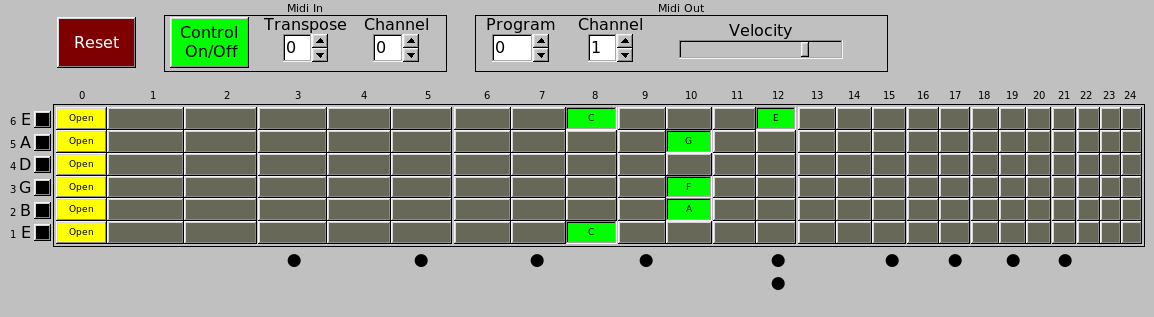 Midi In
Midi Out
Reset
Control
On/Off
Transpose
Channel
0
0
Program
Channel
0
1
Velocity
0 1 2 3 4 5 6 7 8 9 10 11 12 13 14 15 16 17 18 19 20 21 22 23 24
6 E Open C E
5 A Open G
4 D Open
3 G Open F
2 B Open A
1 E Open C